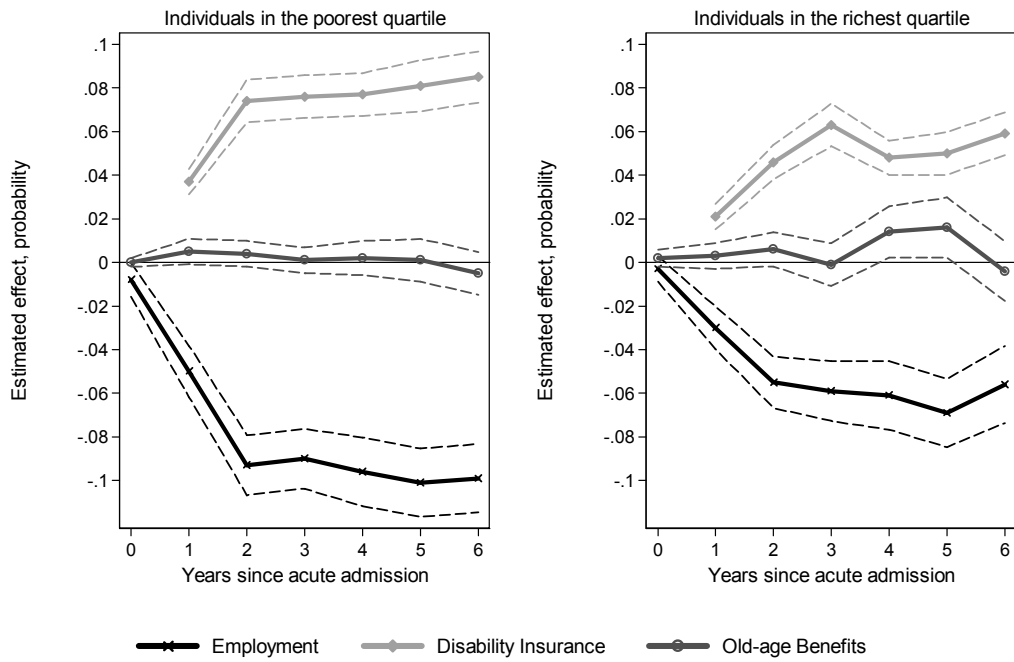 Individuals in the poorest quartile
Estimated effect, probability
.1
.08
.06
.04
.02
0
-.02
-.04
-.06
-.08
-.1
0 1 2 3 4 5 6
Years since acute admission
Individuals in the richest quartile
Estimated effect, probability
.1
.08
.06
.04
.02
0
-.02
-.04
-.06
-.08
-.1
0 1 2 3 4 5 6
Years since acute admission
Employment Disability Insurance Old-age Benefits